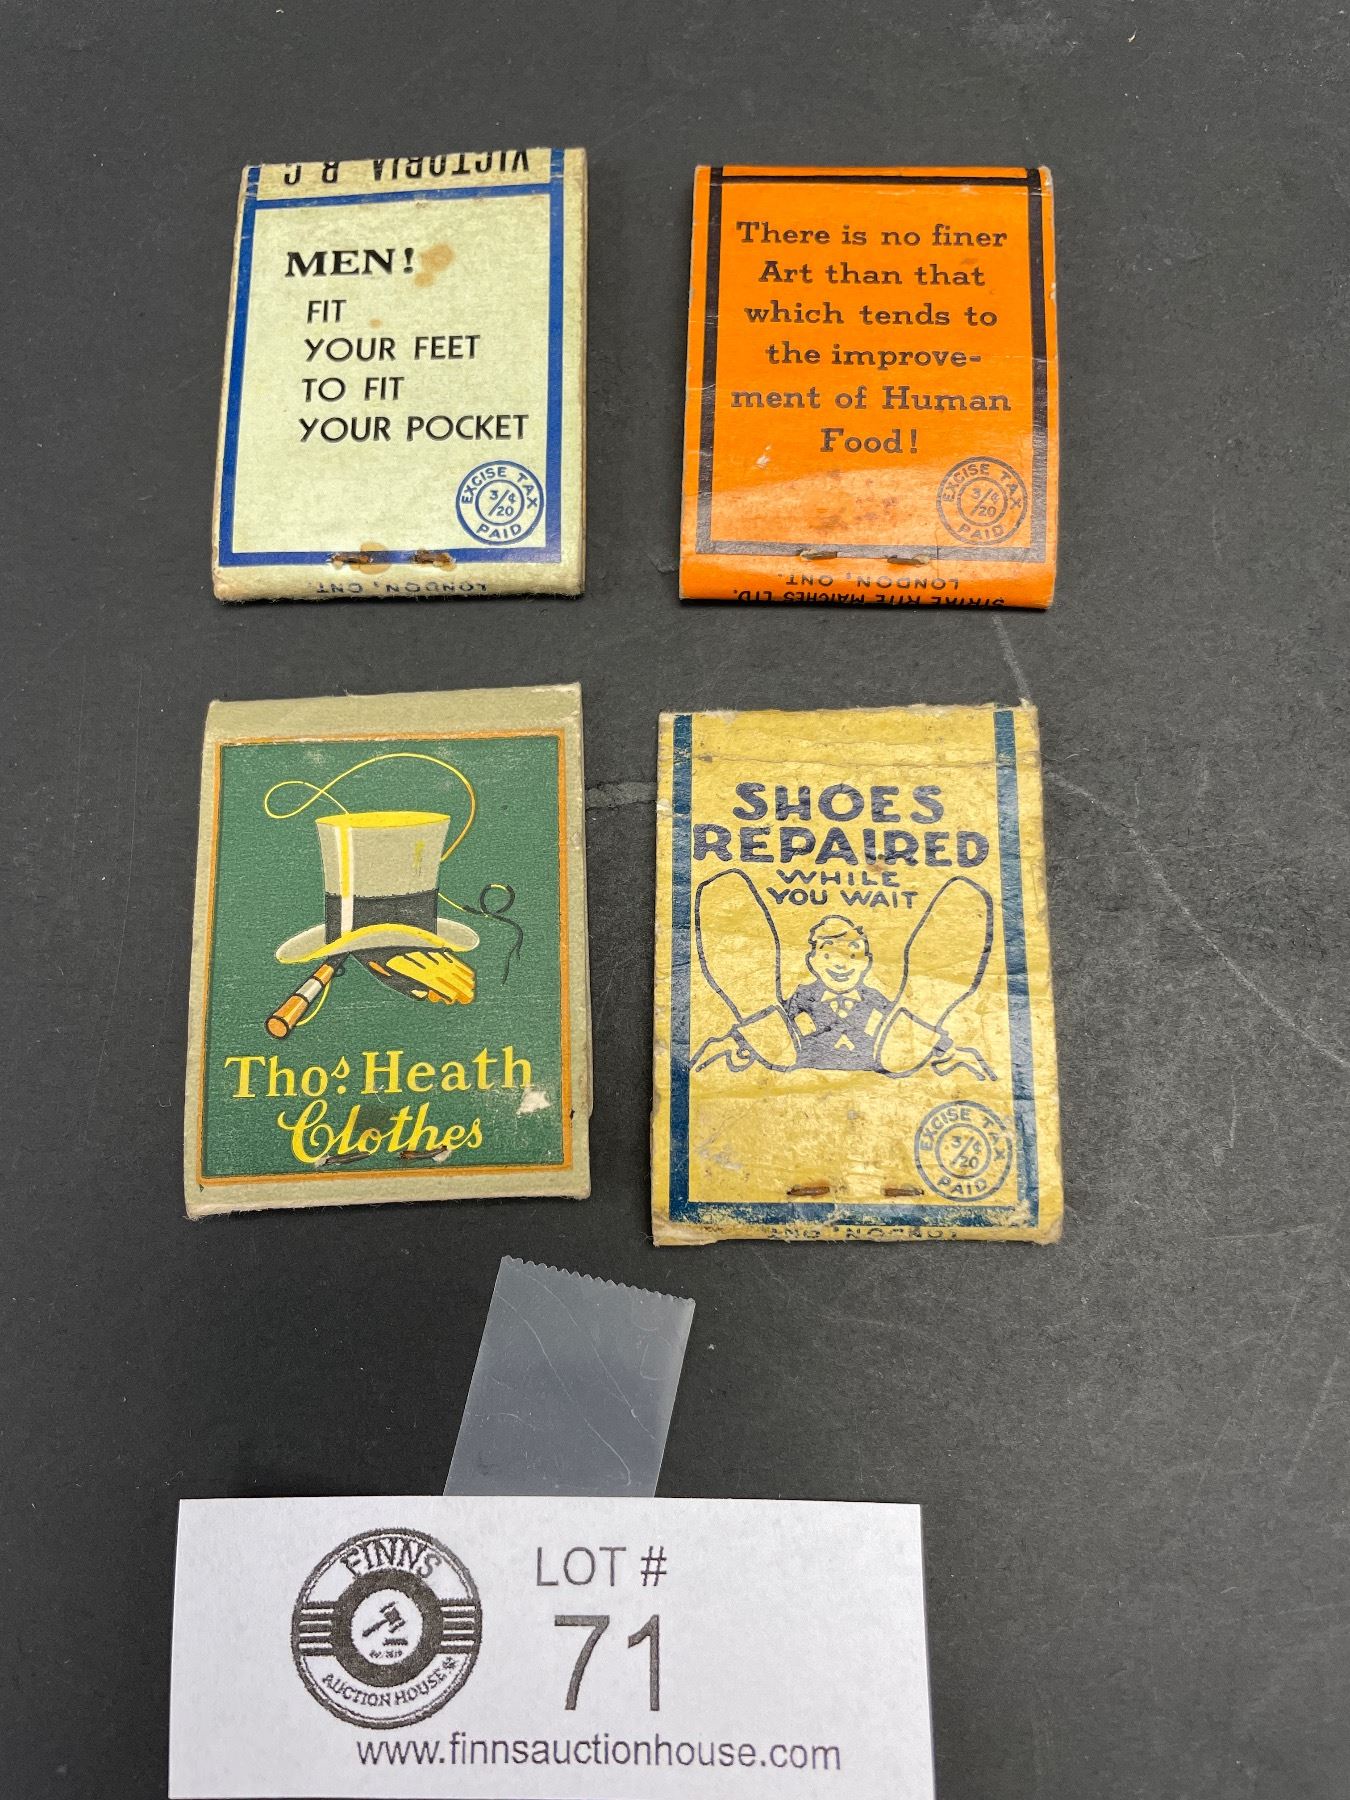 VICTORIA B C
MEN!
FIT
YOUR FEET
TO FIT
YOUR POCKET
EXCISE TAX
3/4¢
20
PAID
LONDON, ONT.
There is no finer
Art than that
which tends to
the improve-
ment of Human
Food!
EXCISE TAX
3/4¢
20
PAID
LONDON, ONT.
STRIKE RITE MATCHES LTD.
Thos. Heath
Clothes
SHOES
REPAIRED
WHILE
YOU WAIT
EXCISE TAX
3/4¢
20
PAID
LONDON, ONT
FINNS
AUCTION HOUSE
LOT #
71
www.finnsauctionhouse.com